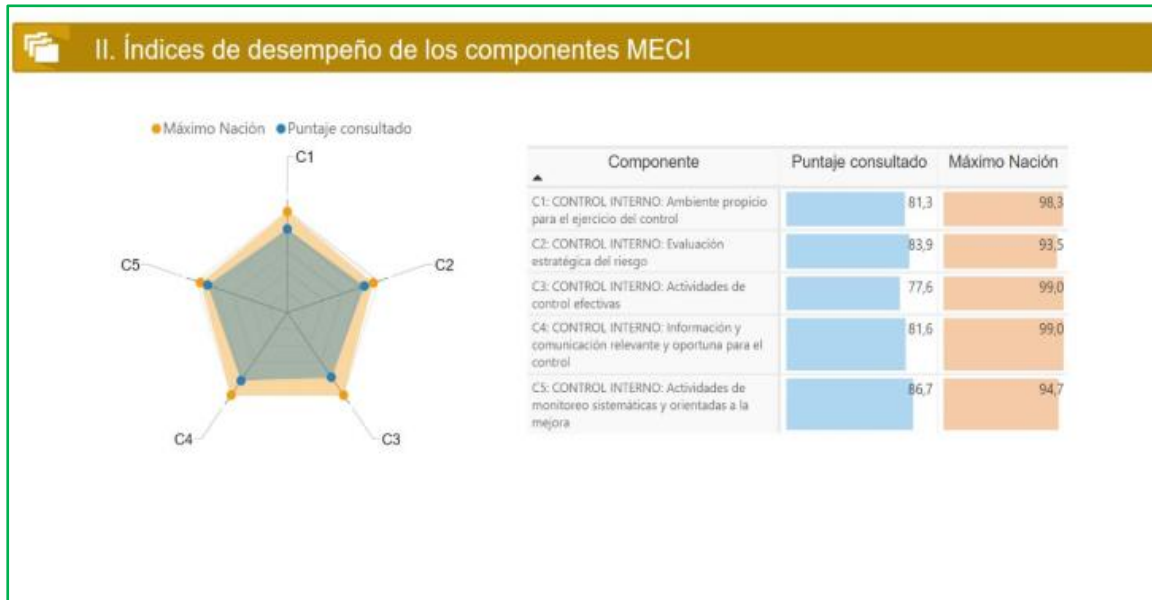 II. Índices de desempeño de los componentes MECI
Máximo Nación Puntaje consultado
C1
C2
C3
C4
C5
Componente Puntaje consultado Máximo Nación
C1: CONTROL INTERNO: Ambiente propicio
para el ejercicio del control
81,3 98,3
C2: CONTROL INTERNO: Evaluación
estratégica del riesgo
83,9 93,5
C3: CONTROL INTERNO: Actividades de
control efectivas
77,6 99,0
C4: CONTROL INTERNO: Información y
comunicación relevante y oportuna para el
control
81,6 99,0
C5: CONTROL INTERNO: Actividades de
monitoreo sistemáticas y orientadas a la
mejora
86,7 94,7